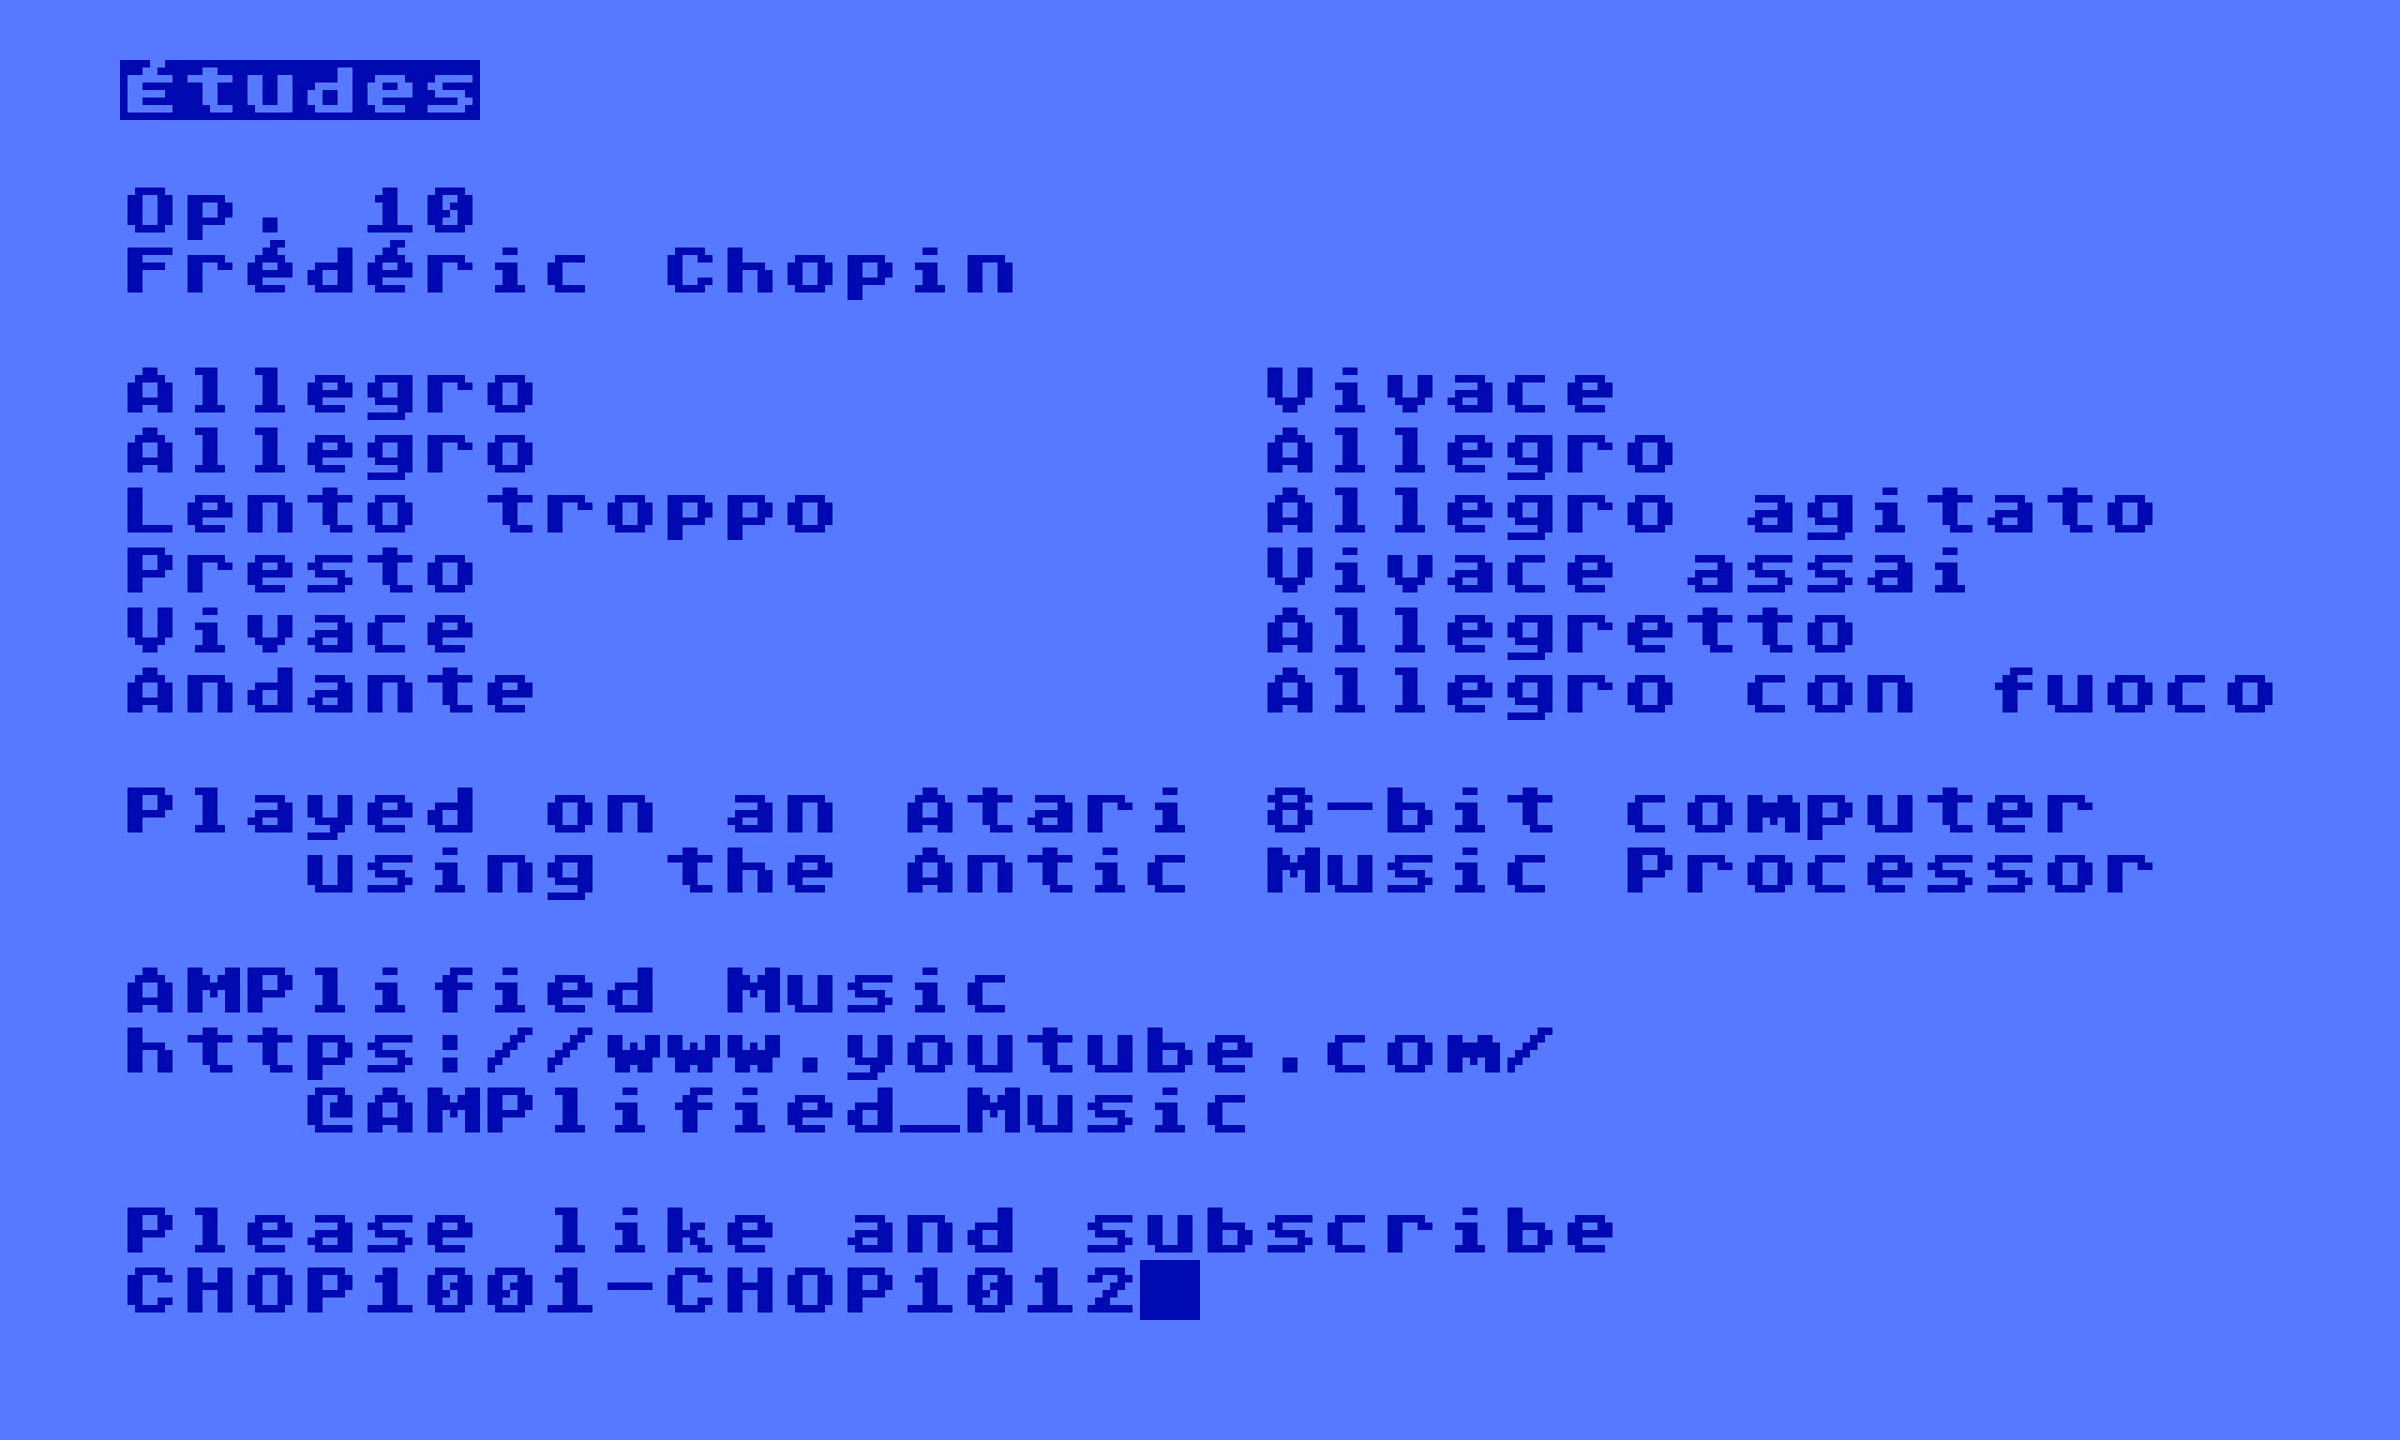 Études
Op. 10
Frédéric Chopin
Allegro
Allegro
Lento troppo
Presto
Vivace
Andante
Vivace
Allegro
Allegro agitato
Vivace assai
Allegretto
Allegro con fuoco
Played on an Atari 8-bit computer
using the Antic Music Processor
AMPlified Music
https://www.youtube.com/
@AMPlified_Music
Please like and subscribe
CHOP1001-CHOP1012